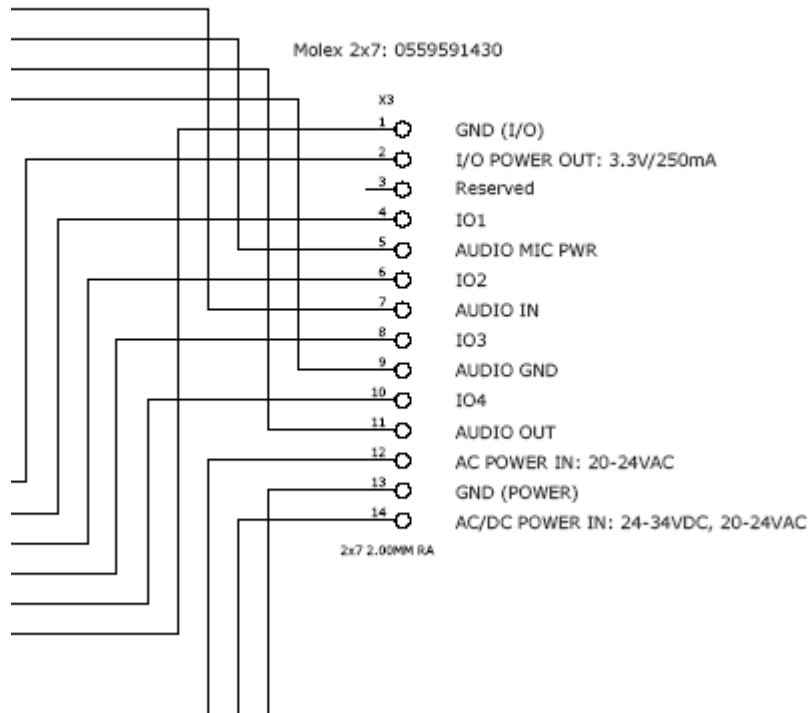 Molex 2x7: 0559591430
X3
1 GND (I/O)
2 I/O POWER OUT: 3.3V/250mA
3 Reserved
4 IO1
5 AUDIO MIC PWR
6 IO2
7 AUDIO IN
8 IO3
9 AUDIO GND
10 IO4
11 AUDIO OUT
12 AC POWER IN: 20-24VAC
13 GND (POWER)
14 AC/DC POWER IN: 24-34VDC, 20-24VAC
2x7 2.00MM RA